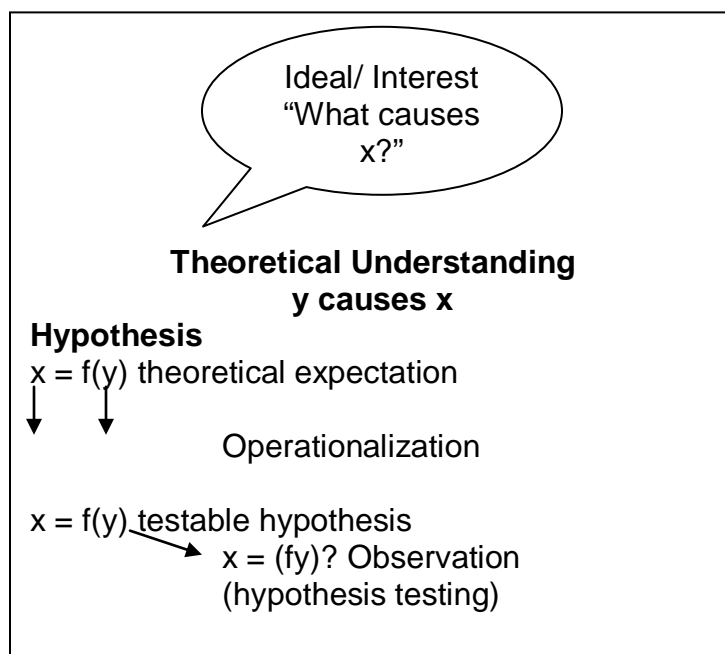 Ideal/ Interest
“What causes
x?”
Theoretical Understanding
y causes x
Hypothesis
x = f(y) theoretical expectation
Operationalization
x = f(y) testable hypothesis
x = (fy)? Observation
(hypothesis testing)